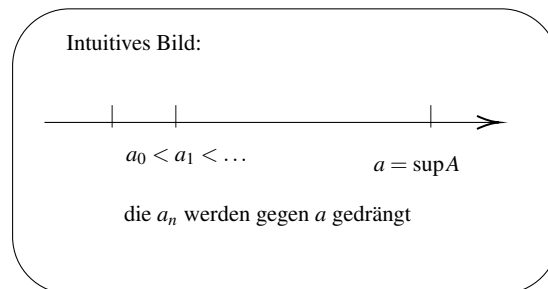 Intuitives Bild:
a₀ < a₁ < …
a = sup A
die aₙ werden gegen a gedrängt